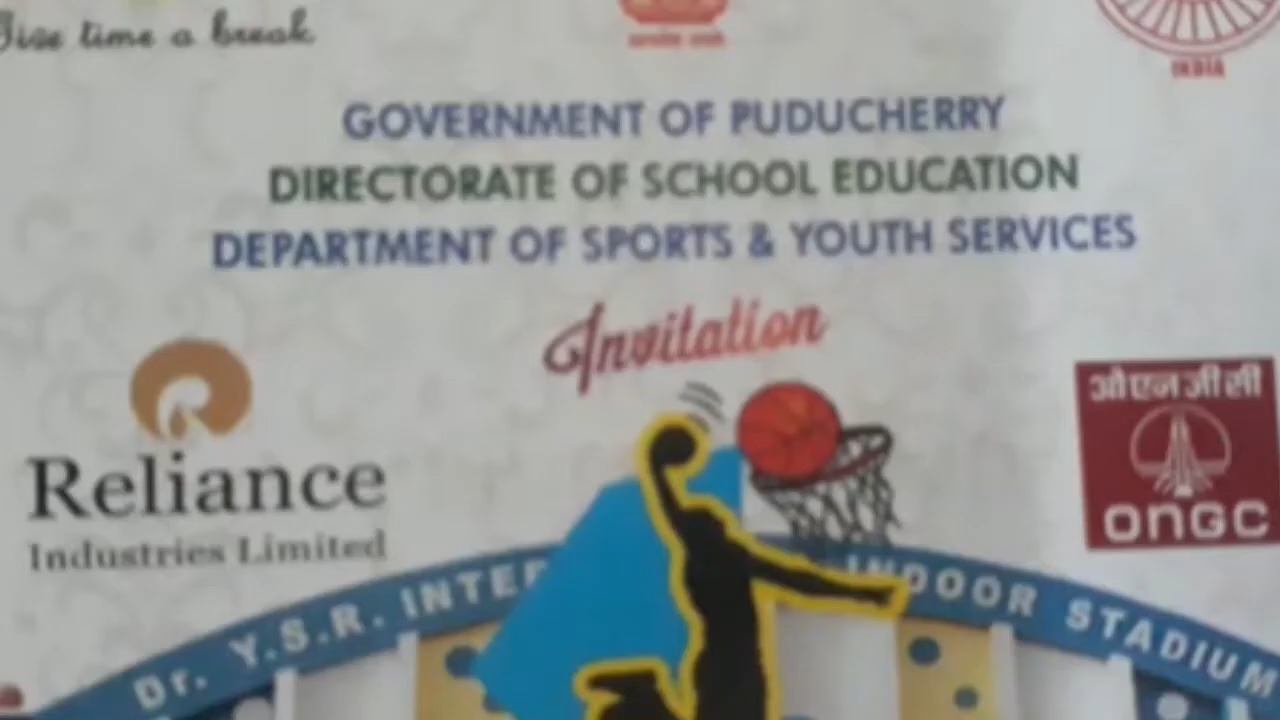 Give time a break
INDIA
GOVERNMENT OF PUDUCHERRY
DIRECTORATE OF SCHOOL EDUCATION
DEPARTMENT OF SPORTS & YOUTH SERVICES
Invitation
Reliance
Industries Limited
ओएनजीसी
ONGC
Dr. Y.S.R. INTER INDOOR STADIUM